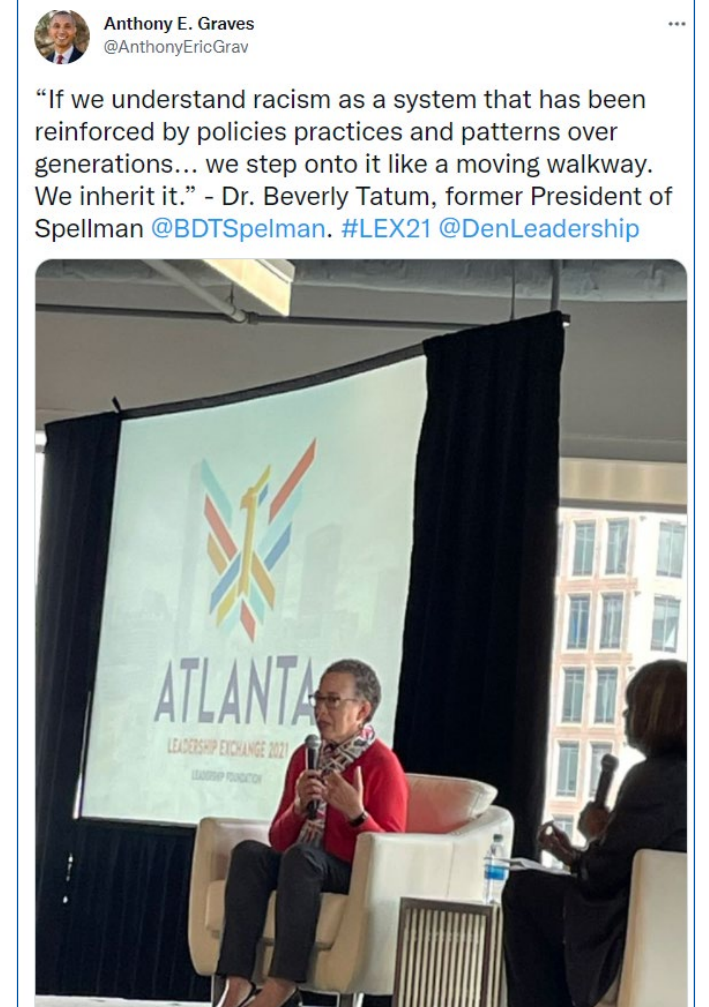 Anthony E. Graves
@AnthonyEricGrav
“If we understand racism as a system that has been
reinforced by policies practices and patterns over
generations... we step onto it like a moving walkway.
We inherit it.” - Dr. Beverly Tatum, former President of
Spellman @BDTSpelman. #LEX21 @DenLeadership
ATLANTA
LEADERSHIP EXCHANGE 2021
LEADERSHIP FOUNDATION